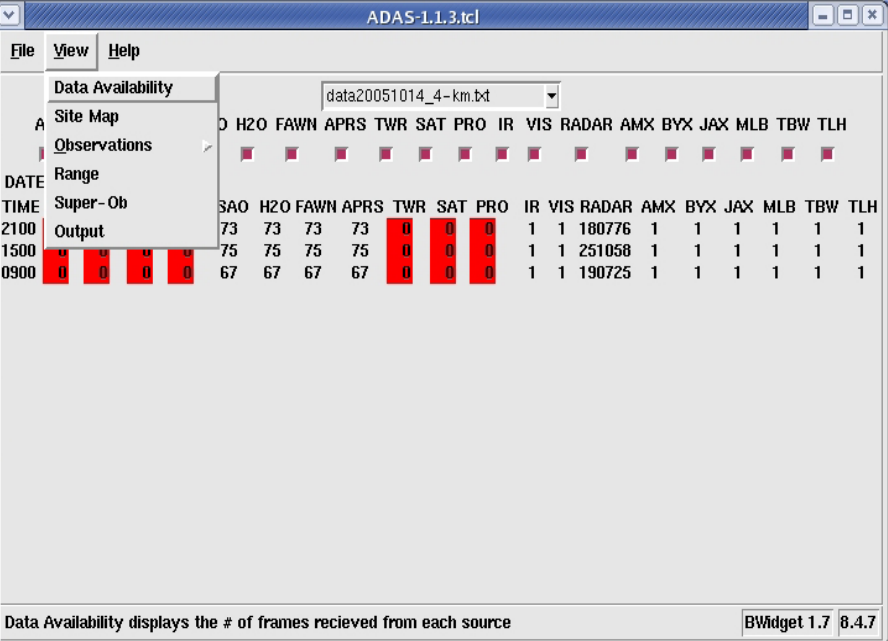 ADAS-1.1.3.tcl
File View Help
Data Availability
Site Map
Observations
Range
Super-Ob
Output
data20051014_4-km.txt
H2O FAWN APRS TWR SAT PRO IR VIS RADAR AMX BYX JAX MLB TBW TLH
DATE
TIME SAO H2O FAWN APRS TWR SAT PRO IR VIS RADAR AMX BYX JAX MLB TBW TLH
2100 73 73 73 73 0 0 0 1 1 180776 1 1 1 1 1 1
1500 0 0 0 0 75 75 75 75 0 0 0 1 1 251058 1 1 1 1 1 1
0900 0 0 0 0 67 67 67 67 0 0 0 1 1 190725 1 1 1 1 1 1
Data Availability displays the # of frames recieved from each source
BWidget 1.7 8.4.7